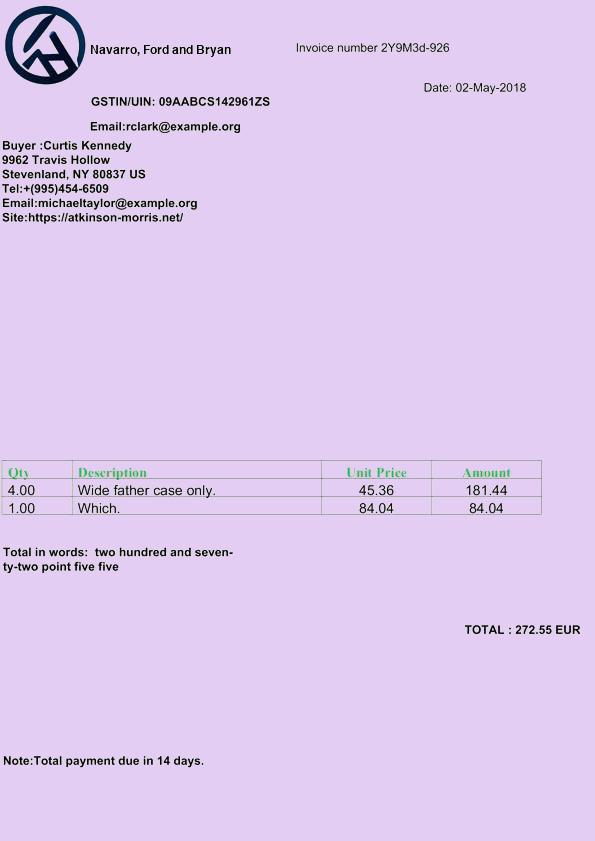 Navarro, Ford and Bryan
Invoice number 2Y9M3d-926
Date: 02-May-2018
GSTIN/UIN: 09AABCS142961ZS
Email:rclark@example.org
Buyer :Curtis Kennedy
9962 Travis Hollow
Stevenland, NY 80837 US
Tel:+(995)454-6509
Email:michaeltaylor@example.org
Site:https://atkinson-morris.net/
Qty Description Unit Price Amount
4.00 Wide father case only. 45.36 181.44
1.00 Which. 84.04 84.04
Total in words: two hundred and seven-
ty-two point five five
TOTAL : 272.55 EUR
Note:Total payment due in 14 days.